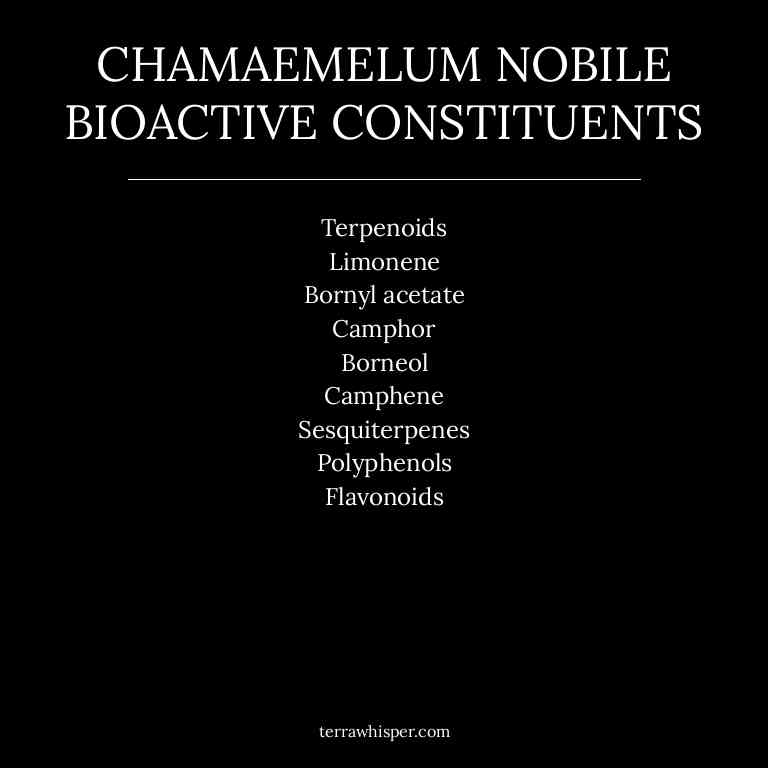 CHAMAEMELUM NOBILE
BIOACTIVE CONSTITUENTS
Terpenoids
Limonene
Bornyl acetate
Camphor
Borneol
Camphene
Sesquiterpenes
Polyphenols
Flavonoids
terrawhisper.com